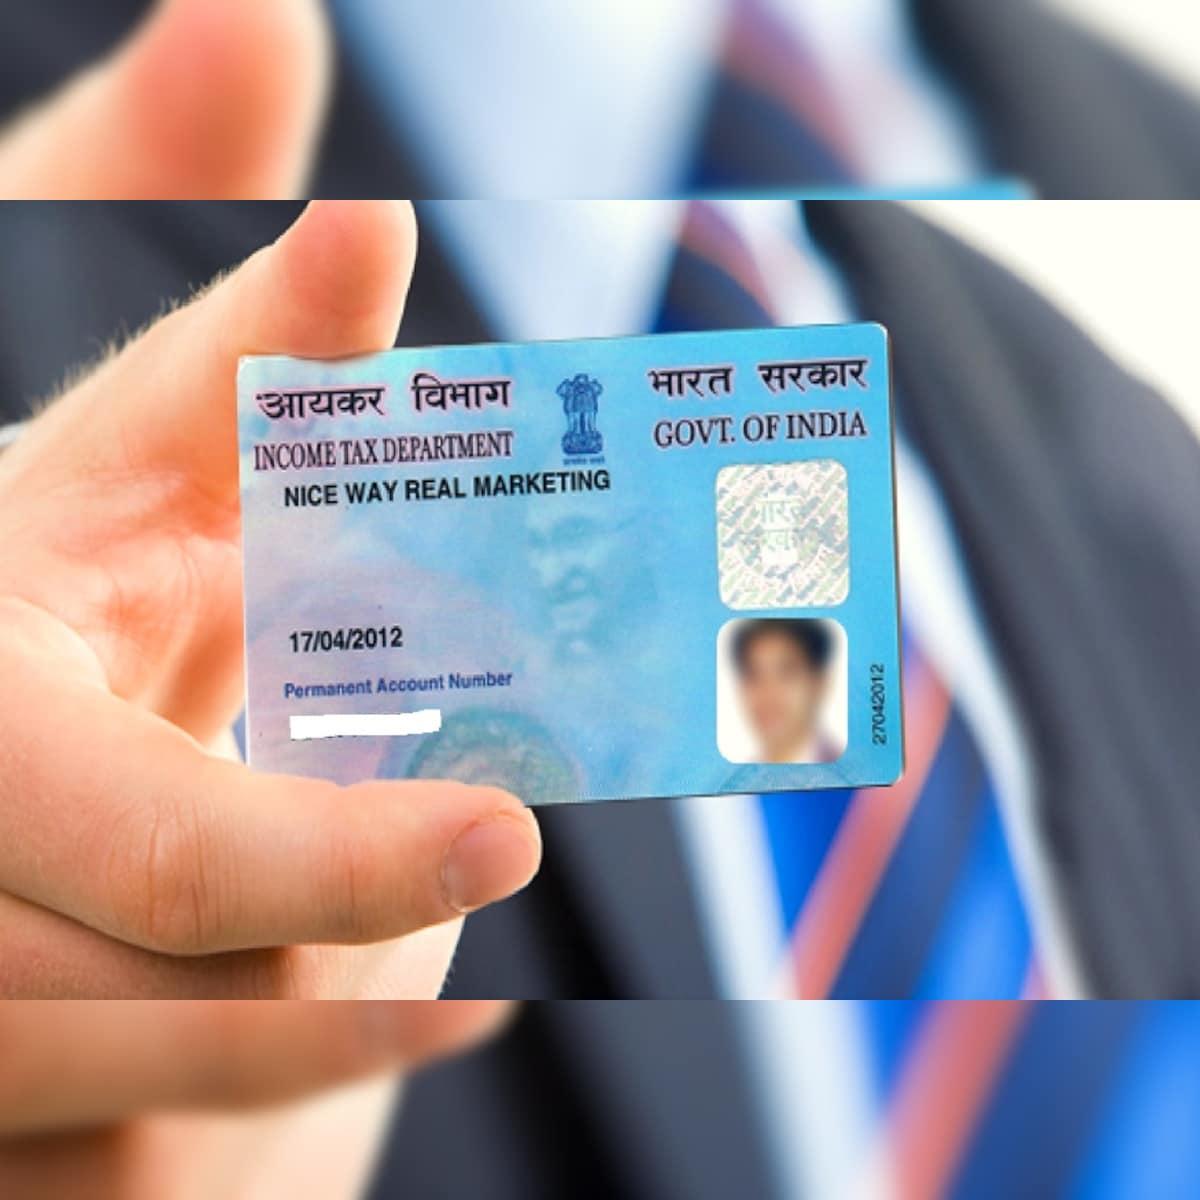 आयकर विभाग
INCOME TAX DEPARTMENT
भारत सरकार
GOVT. OF INDIA
NICE WAY REAL MARKETING
17/04/2012
Permanent Account Number
27042012